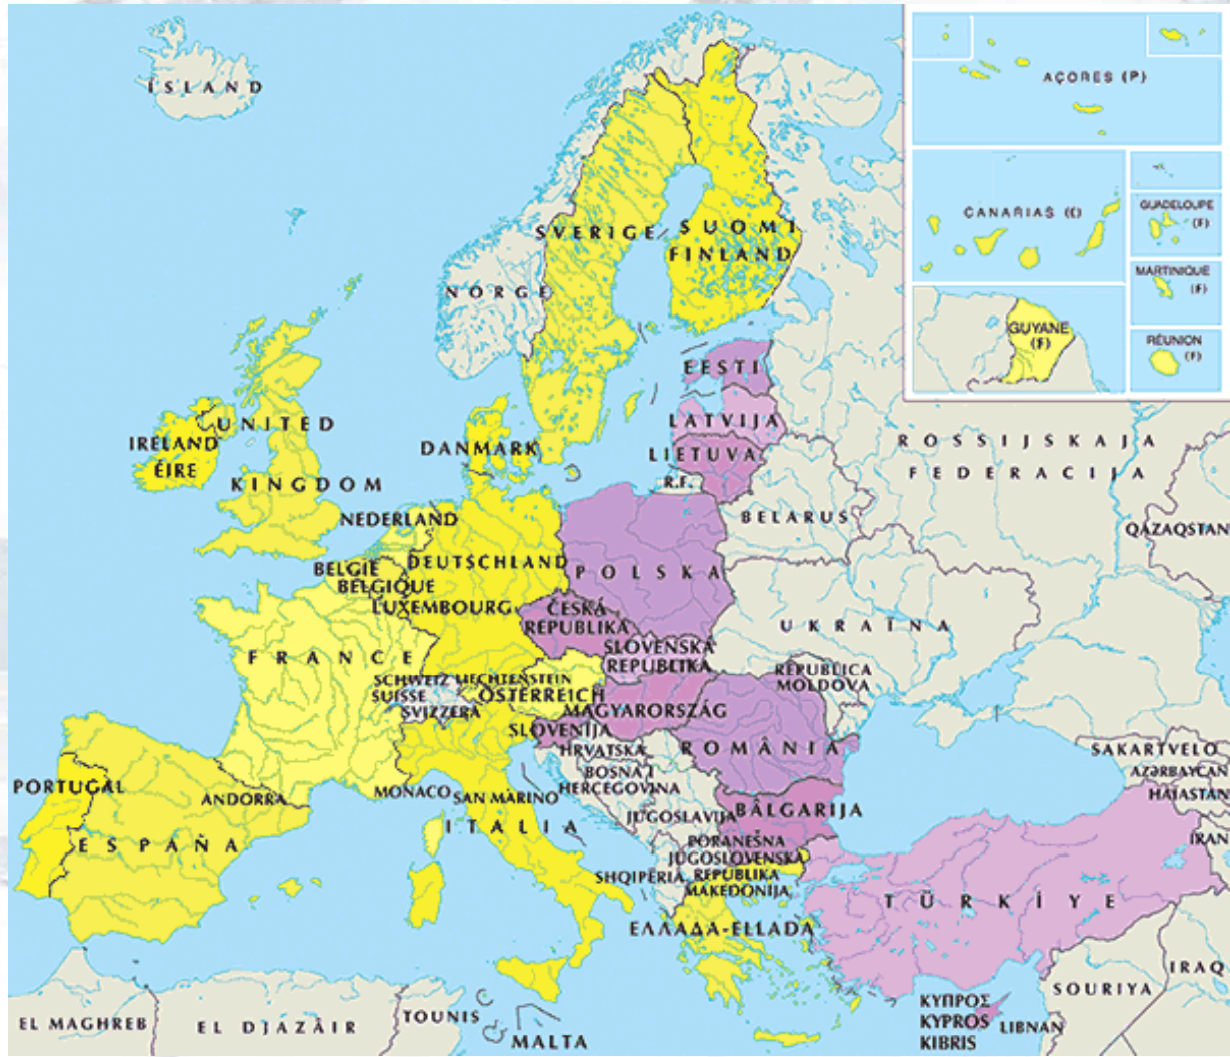 ÍSLAND
AÇORES (P)
CANARIAS (E)
GUADELOUPE
(F)
MARTINIQUE
(F)
GUYANE
(F)
RÉUNION
(F)
SVERIGE
SUOMI
FINLAND
NORGE
EESTI
LATVIJA
LIETUVA
R.F.
ROSSIJSKAJA
FEDERACIJA
UNITED
KINGDOM
IRELAND
ÉIRE
DANMARK
NEDERLAND
BELARUS
QAZAQSTAN
BELGIË
BELGIQUE
DEUTSCHLAND
LUXEMBOURG
POLSKA
ČESKÁ
REPUBLIKA
SLOVENSKÁ
REPUBLIKA
UKRAÏNA
REPUBLICA
MOLDOVA
FRANCE
SCHWEIZ
SUISSE
SVIZZERA
LIECHTENSTEIN
ÖSTERREICH
MAGYARORSZÁG
SLOVENIJA
HRVATSKA
ROMÂNIA
BOSNA I
HERCEGOVINA
JUGOSLAVIJA
BÂLGARIJA
SAKARTVELO
AZƏRBAYCAN
HAIASTAN
IRAN
PORTUGAL
ESPAÑA
ANDORRA
MONACO
SAN MARINO
ITALIA
PORANEŠNA
JUGOSLOVENSKA
REPUBLIKA
MAKEDONIJA
SHQIPËRIA
ΕΛΛΑΔΑ-ELLADA
TÜRKİYE
EL MAGHREB
EL DJAZÂIR
TOUNIS
MALTA
ΚΥΠΡΟΣ
KYPROS
KIBRIS
LIBNAN
SOURIYA
IRAQ